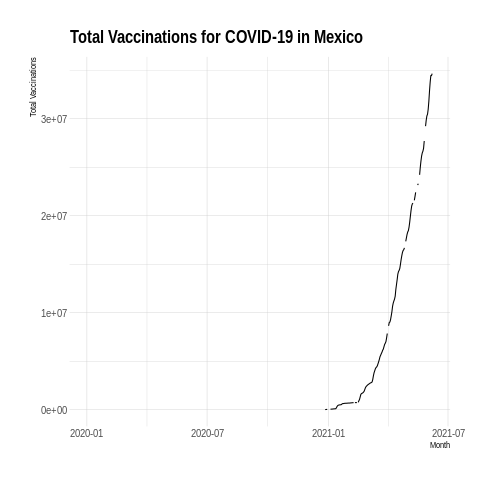 Total Vaccinations for COVID-19 in Mexico
Total Vaccinations
3e+07
2e+07
1e+07
0e+00
2020-01
2020-07
2021-01
2021-07
Month